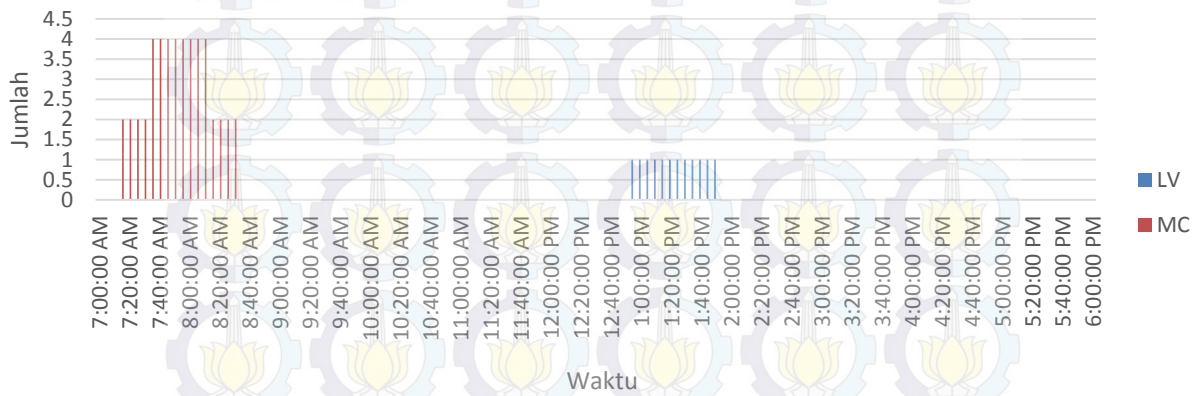 Jumlah
4.5
4
3.5
3
2.5
2
1.5
1
0.5
0
7:00:00 AM
7:20:00 AM
7:40:00 AM
8:00:00 AM
8:20:00 AM
8:40:00 AM
9:00:00 AM
9:20:00 AM
9:40:00 AM
10:00:00 AM
10:20:00 AM
10:40:00 AM
11:00:00 AM
11:20:00 AM
11:40:00 AM
12:00:00 PM
12:20:00 PM
12:40:00 PM
1:00:00 PM
1:20:00 PM
1:40:00 PM
2:00:00 PM
2:20:00 PM
2:40:00 PM
3:00:00 PM
3:20:00 PM
3:40:00 PM
4:00:00 PM
4:20:00 PM
4:40:00 PM
5:00:00 PM
5:20:00 PM
5:40:00 PM
6:00:00 PM
Waktu
LV
MC